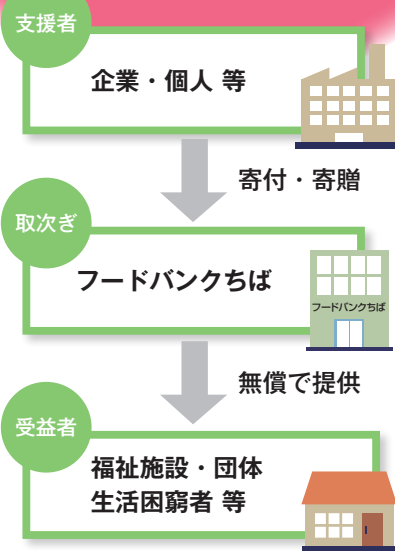 支援者
企業・個人 等
寄付・寄贈
取次ぎ
フードバンクちば
フードバンクちば
無償で提供
受益者
福祉施設・団体
生活困窮者 等